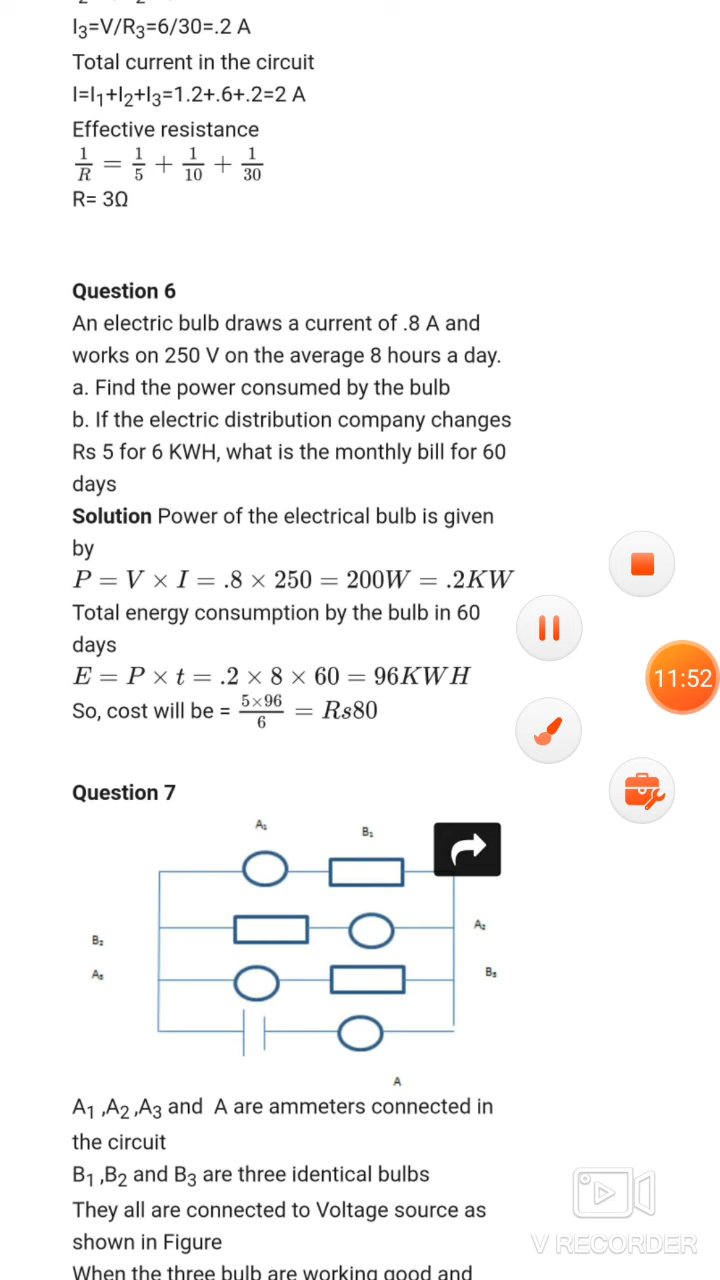 I₃=V/R₃=6/30=.2 A
Total current in the circuit
I=I₁+I₂+I₃=1.2+.6+.2=2 A
Effective resistance
1/R = 1/5 + 1/10 + 1/30
R= 3Ω
Question 6
An electric bulb draws a current of .8 A and
works on 250 V on the average 8 hours a day.
a. Find the power consumed by the bulb
b. If the electric distribution company changes
Rs 5 for 6 KWH, what is the monthly bill for 60
days
Solution Power of the electrical bulb is given
by
P = V × I = .8 × 250 = 200W = .2KW
Total energy consumption by the bulb in 60
days
E = P × t = .2 × 8 × 60 = 96KWH
So, cost will be = 5×96/6 = Rs80
11:52
Question 7
A₁
B₁
A₂
B₂
A₃
B₃
A
A₁ ,A₂ ,A₃ and A are ammeters connected in
the circuit
B₁ ,B₂ and B₃ are three identical bulbs
They all are connected to Voltage source as
shown in Figure
When the three bulb are working good and
V RECORDER